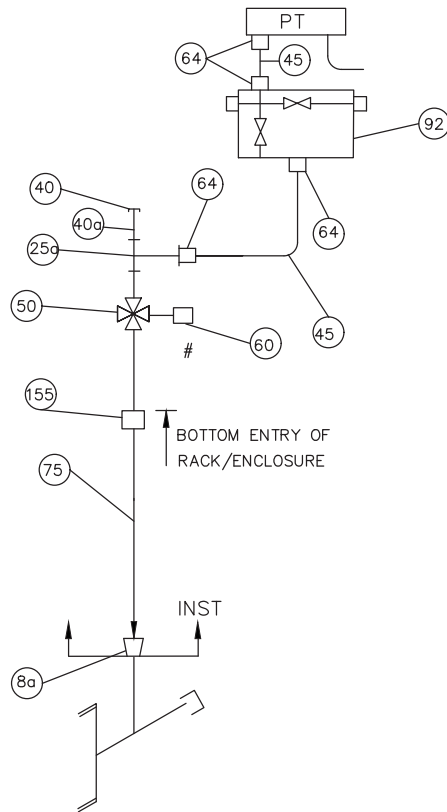 PT
64
45
92
40
64
40a
64
25a
50
60
45
#
155
BOTTOM ENTRY OF
RACK/ENCLOSURE
75
INST
8a